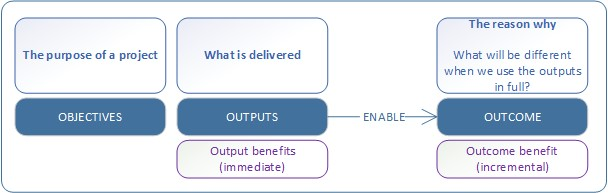 The purpose of a project
What is delivered
The reason why
What will be different
when we use the outputs
in full?
OBJECTIVES
OUTPUTS
ENABLE
OUTCOME
Output benefits
(immediate)
Outcome benefit
(incremental)